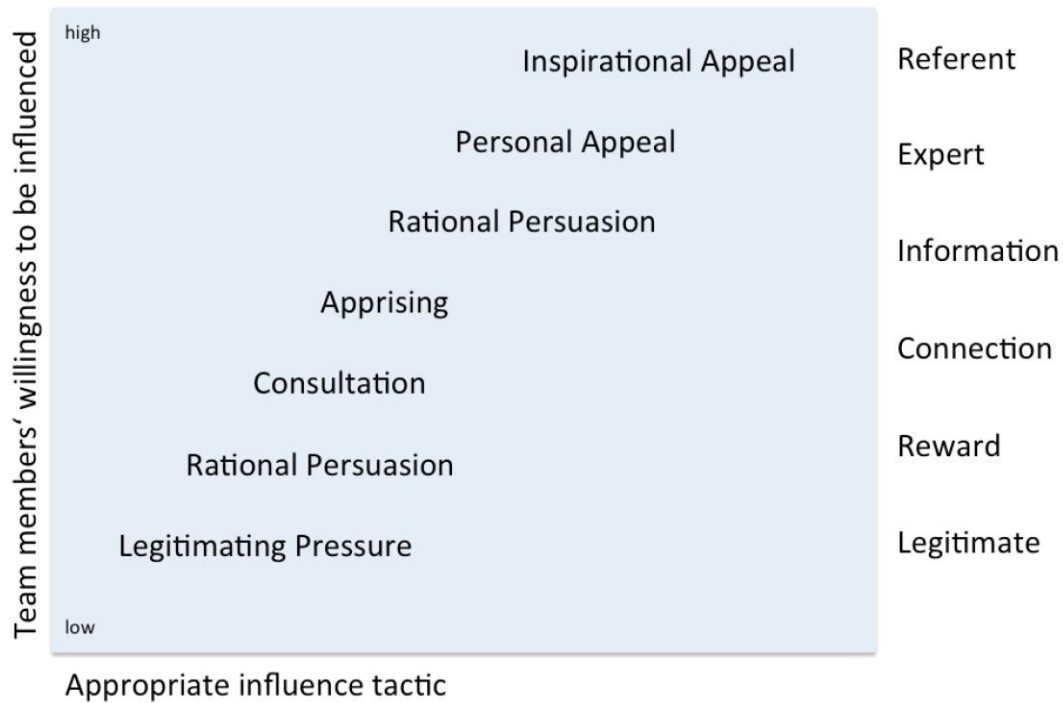 Team members‘ willingness to be influenced
high
Inspirational Appeal
Referent
Personal Appeal
Expert
Rational Persuasion
Information
Apprising
Connection
Consultation
Reward
Rational Persuasion
Legitimating Pressure
Legitimate
low
Appropriate influence tactic